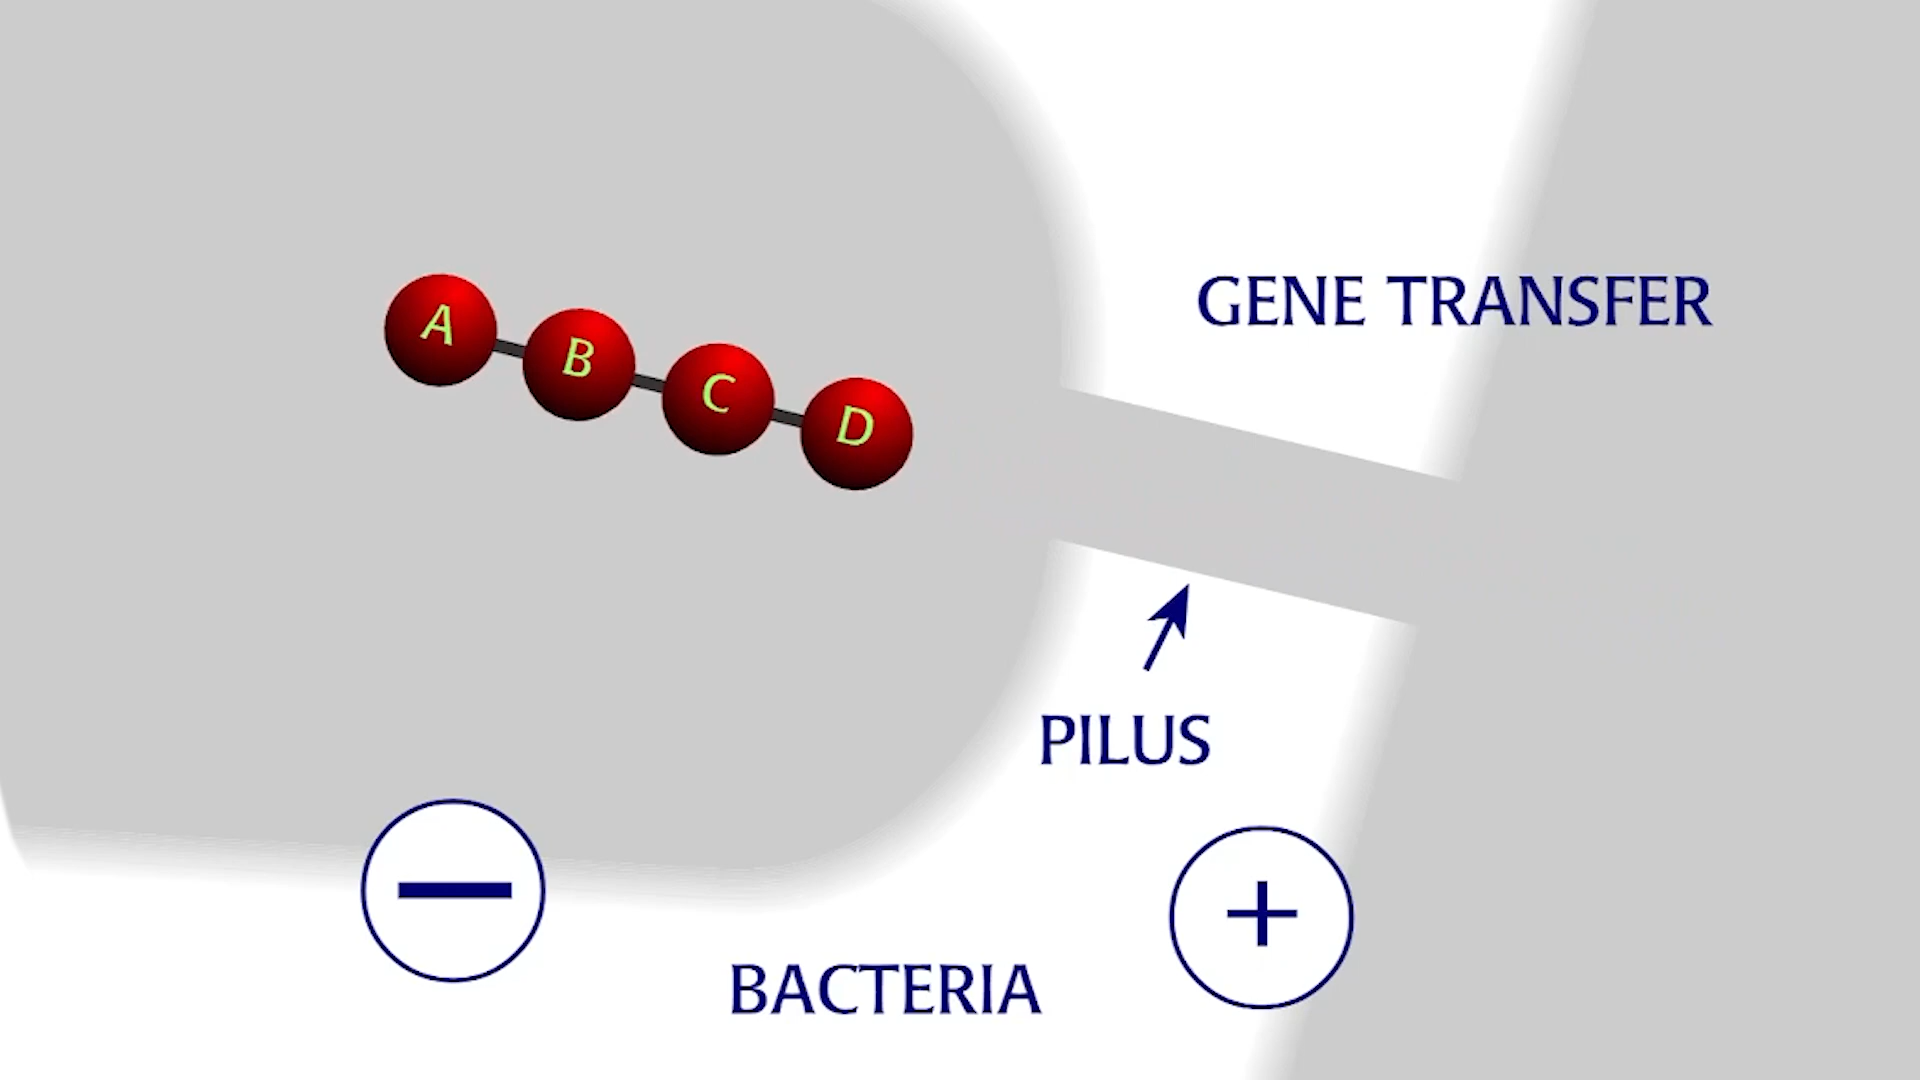 A B C D
GENE TRANSFER
PILUS
− +
BACTERIA